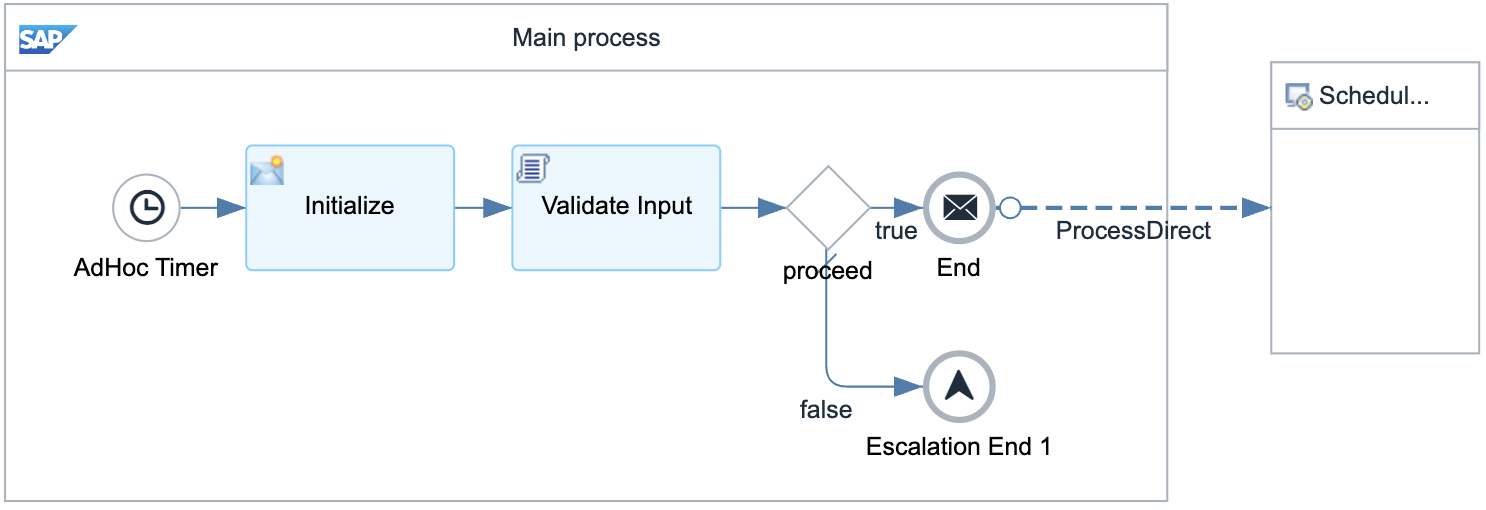 SAP
Main process
Schedul...
Initialize
Validate Input
true
ProcessDirect
AdHoc Timer
proceed
End
false
Escalation End 1